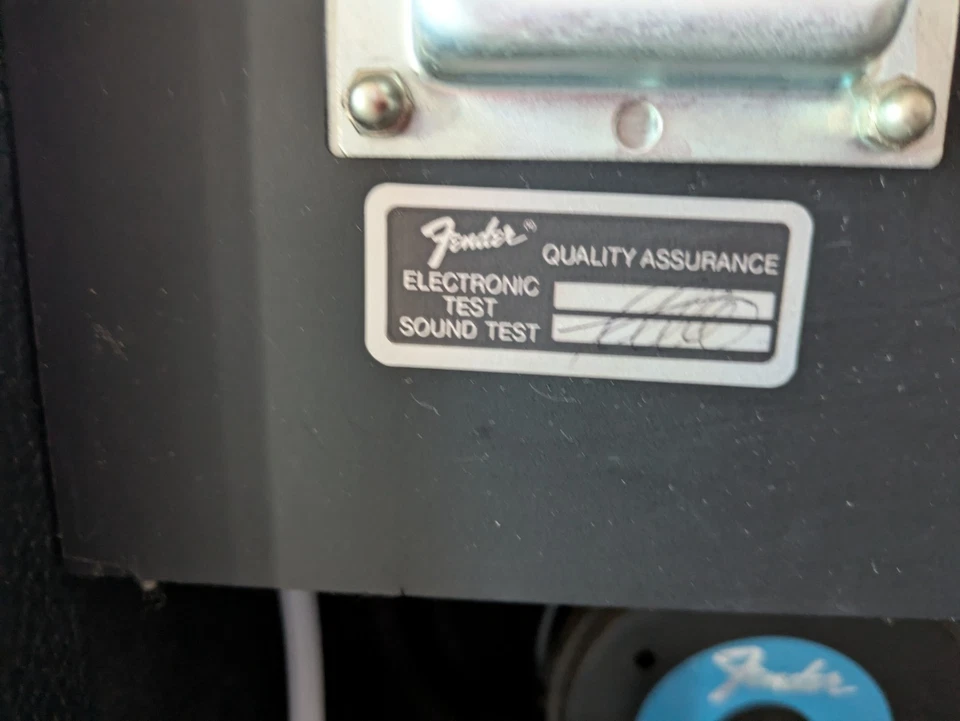 Fender
QUALITY ASSURANCE
ELECTRONIC
TEST
SOUND TEST
Fender